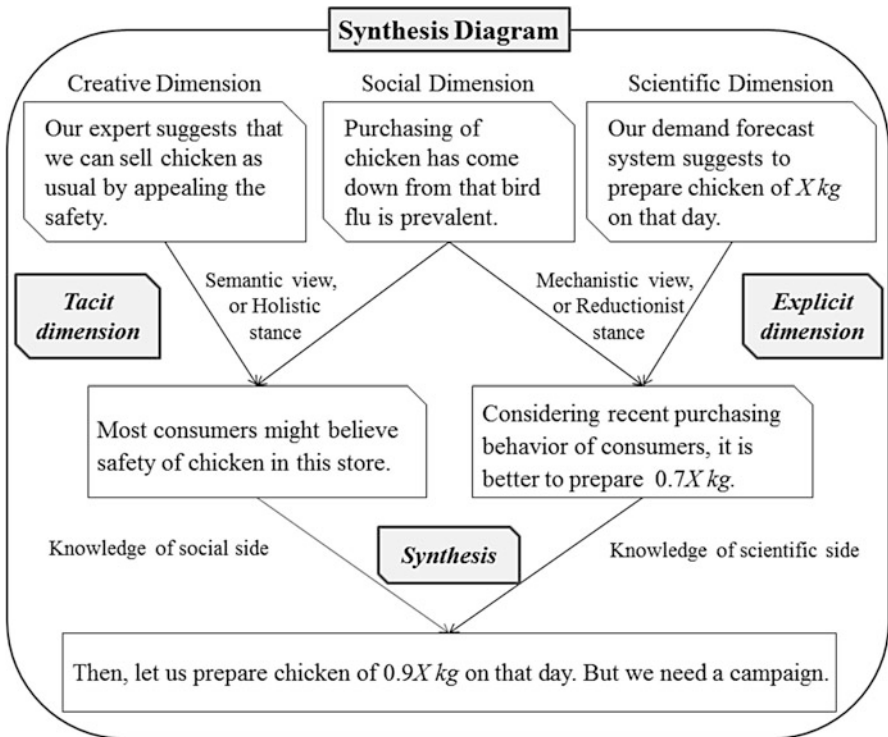 Synthesis Diagram
Creative Dimension
Social Dimension
Scientific Dimension
Our expert suggests that
we can sell chicken as
usual by appealing the
safety.
Purchasing of
chicken has come
down from that bird
flu is prevalent.
Our demand forecast
system suggests to
prepare chicken of X kg
on that day.
Tacit
dimension
Semantic view,
or Holistic
stance
Mechanistic view,
or Reductionist
stance
Explicit
dimension
Most consumers might believe
safety of chicken in this store.
Considering recent purchasing
behavior of consumers, it is
better to prepare 0.7X kg.
Knowledge of social side
Synthesis
Knowledge of scientific side
Then, let us prepare chicken of 0.9X kg on that day. But we need a campaign.